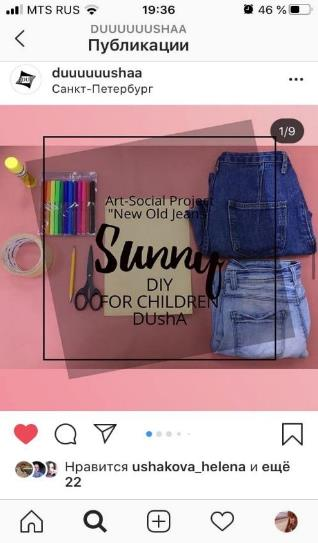 MTS RUS 19:36 46 %
DUUUUUUSHAA
Публикации
duuuuuushaa
Санкт-Петербург
1/9
Art-Social Project
"New Old Jeans"
Sunny
DIY
FOR CHILDREN
DUshA
Нравится ushakova_helena и ещё
22